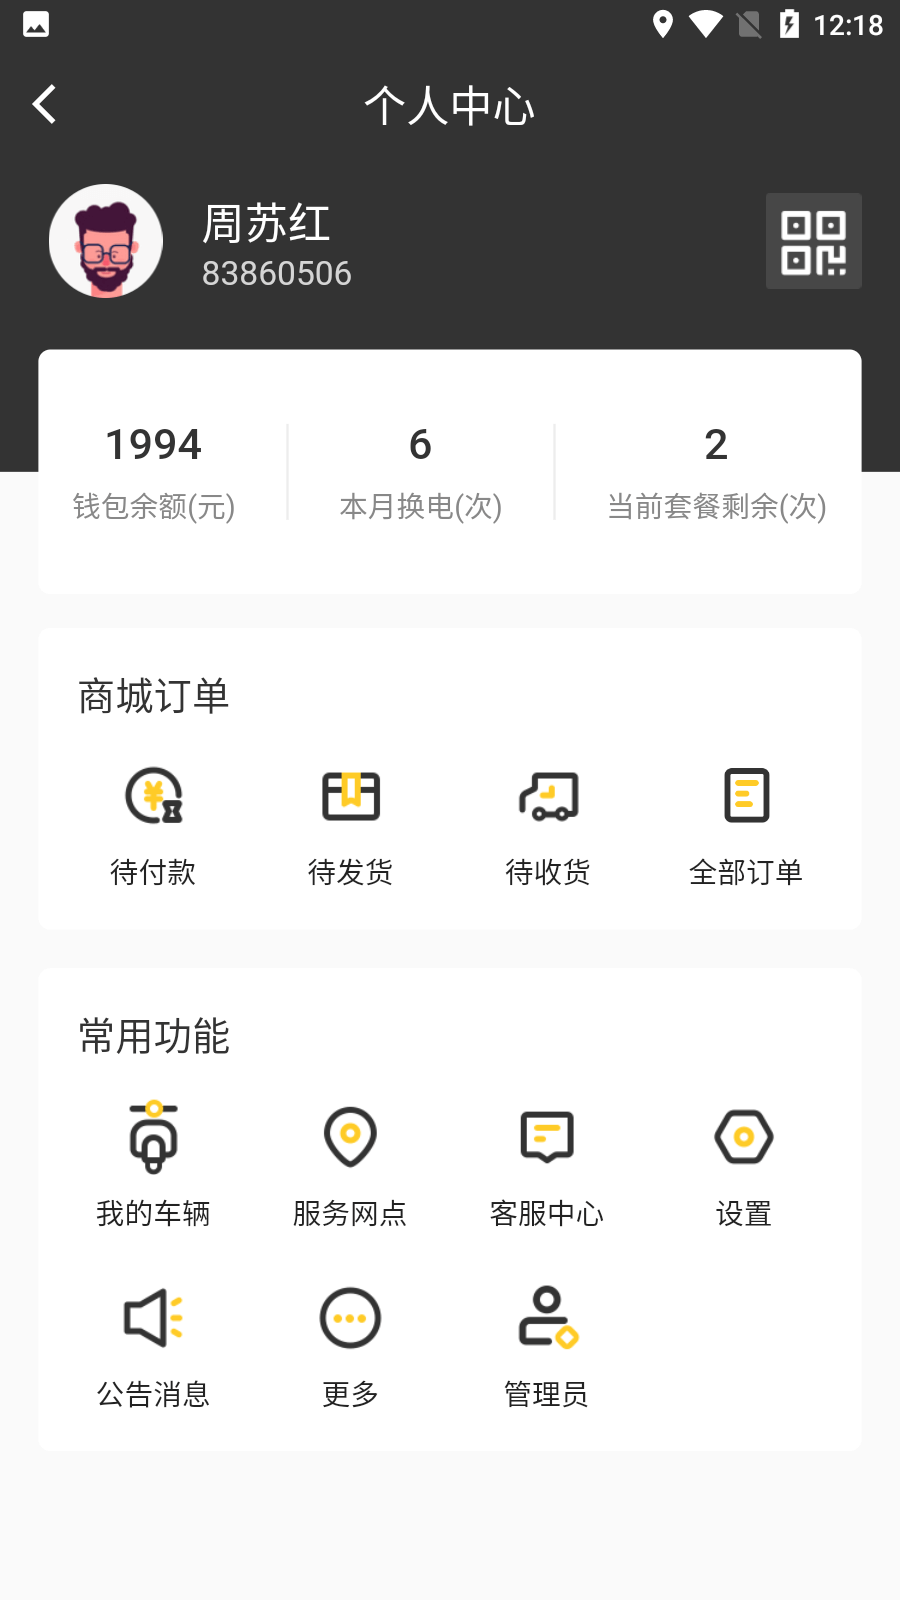 12:18
个人中心
周苏红
83860506
1994 6 2
钱包余额(元) 本月换电(次) 当前套餐剩余(次)
商城订单
待付款 待发货 待收货 全部订单
常用功能
我的车辆 服务网点 客服中心 设置
公告消息 更多 管理员